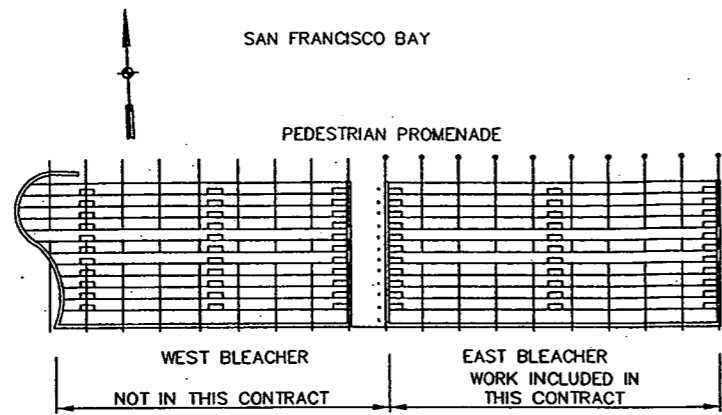 SAN FRANCISCO BAY
PEDESTRIAN PROMENADE
WEST BLEACHER
NOT IN THIS CONTRACT
EAST BLEACHER
WORK INCLUDED IN
THIS CONTRACT